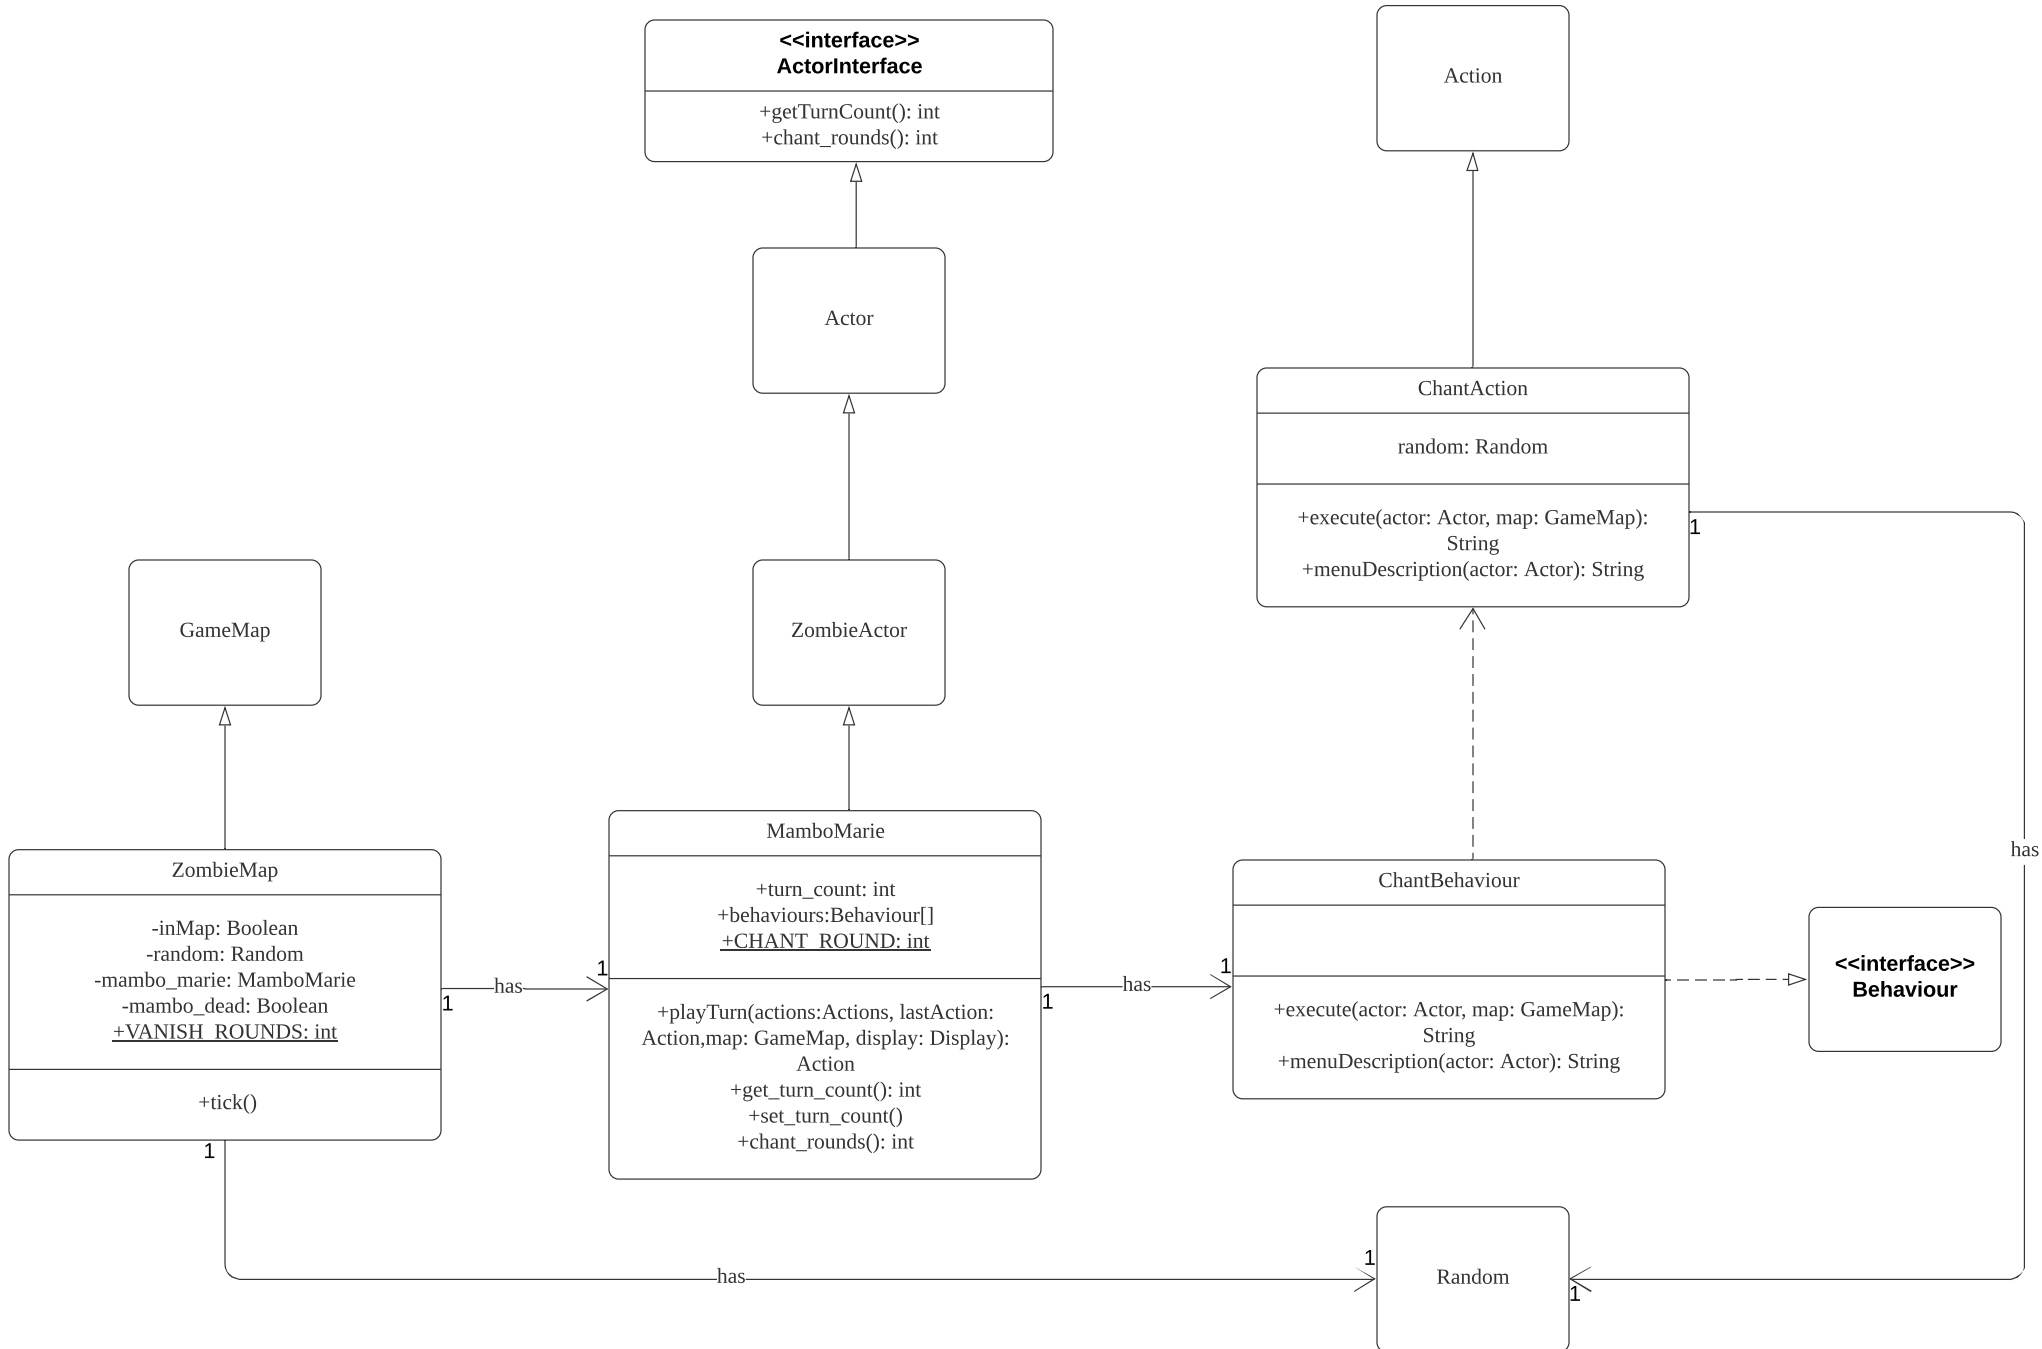 <<interface>>
ActorInterface
+getTurnCount(): int
+chant_rounds(): int
Action
Actor
ChantAction
random: Random
+execute(actor: Actor, map: GameMap):
String
+menuDescription(actor: Actor): String
1
GameMap
ZombieActor
has
ZombieMap
-inMap: Boolean
-random: Random
-mambo_marie: MamboMarie
-mambo_dead: Boolean
+VANISH_ROUNDS: int
+tick()
1
has
1
MamboMarie
+turn_count: int
+behaviours:Behaviour[]
+CHANT_ROUND: int
+playTurn(actions:Actions, lastAction:
Action,map: GameMap, display: Display):
Action
+get_turn_count(): int
+set_turn_count()
+chant_rounds(): int
1
has
1
ChantBehaviour
+execute(actor: Actor, map: GameMap):
String
+menuDescription(actor: Actor): String
<<interface>>
Behaviour
1
has
1
Random
1